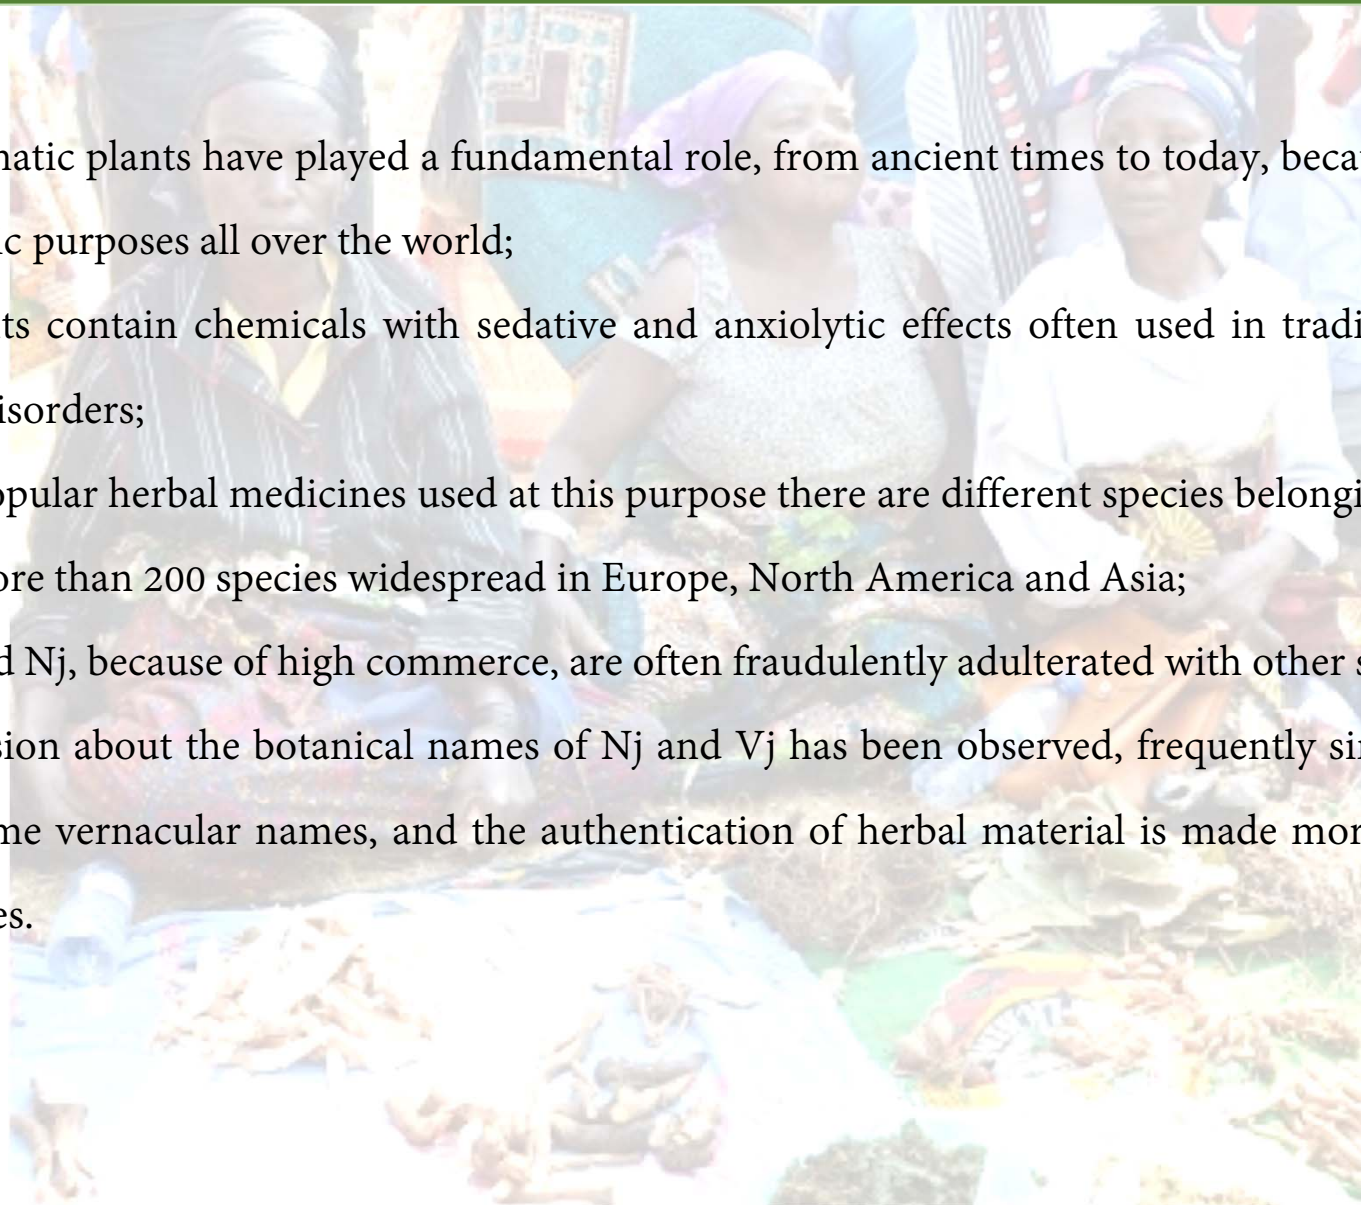 matic plants have played a fundamental role, from ancient times to today, beca
ic purposes all over the world;
ts contain chemicals with sedative and anxiolytic effects often used in tradi
isorders;
opular herbal medicines used at this purpose there are different species belongi
ore than 200 species widespread in Europe, North America and Asia;
d Nj, because of high commerce, are often fraudulently adulterated with other s
sion about the botanical names of Nj and Vj has been observed, frequently si
me vernacular names, and the authentication of herbal material is made mor
es.